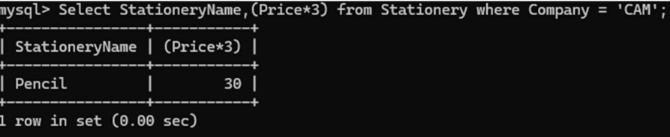 mysql> Select StationeryName,(Price*3) from Stationery where Company = 'CAM';
+----------------+-----------+
| StationeryName | (Price*3) |
+----------------+-----------+
| Pencil         |        30 |
+----------------+-----------+
1 row in set (0.00 sec)